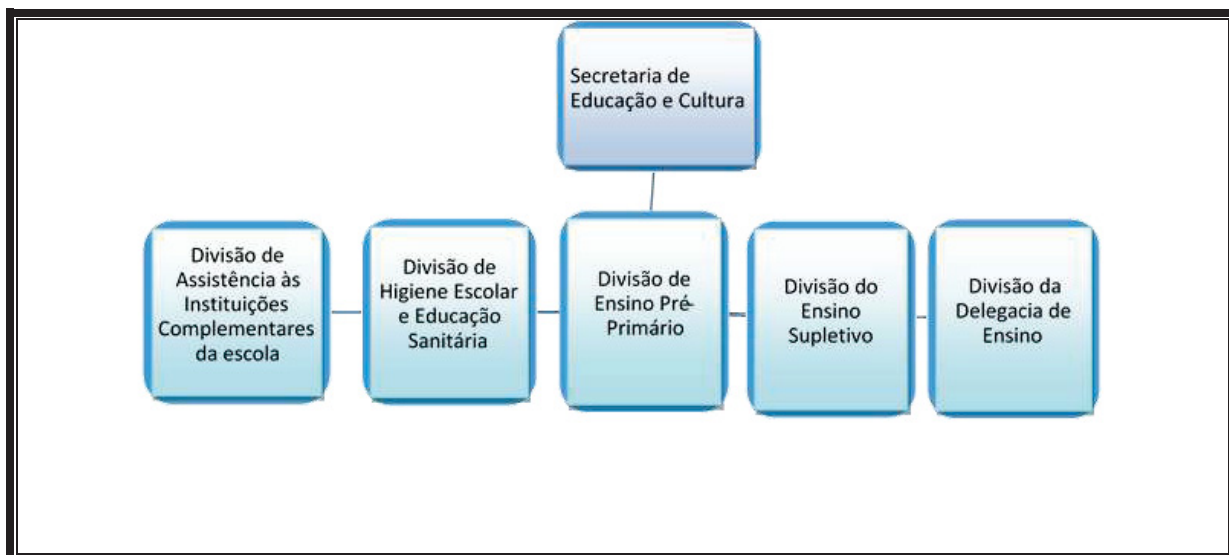 Secretaria de
Educação e Cultura
Divisão de
Assistência às
Instituições
Complementares
da escola
Divisão de
Higiene Escolar
e Educação
Sanitária
Divisão de
Ensino Pré-
Primário
Divisão do
Ensino
Supletivo
Divisão da
Delegacia de
Ensino